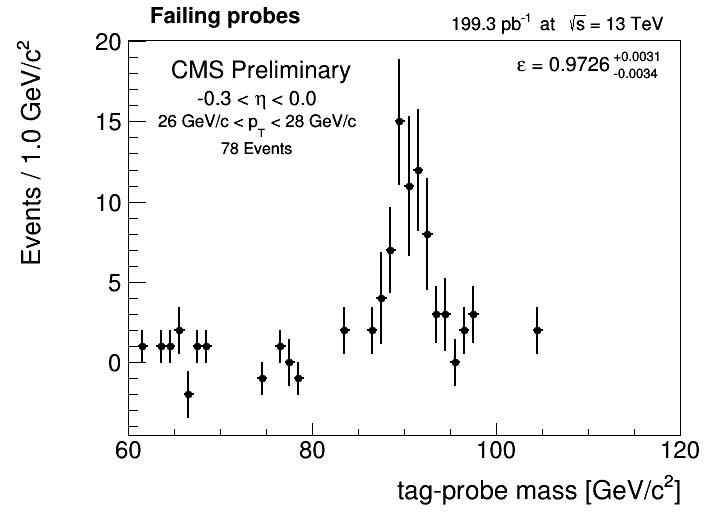 Failing probes
199.3 pb⁻¹ at √s = 13 TeV
CMS Preliminary
-0.3 < η < 0.0
26 GeV/c < p_T < 28 GeV/c
78 Events
ε = 0.9726 +0.0031 -0.0034
Events / 1.0 GeV/c²
20
15
10
5
0
60 80 100 120
tag-probe mass [GeV/c²]